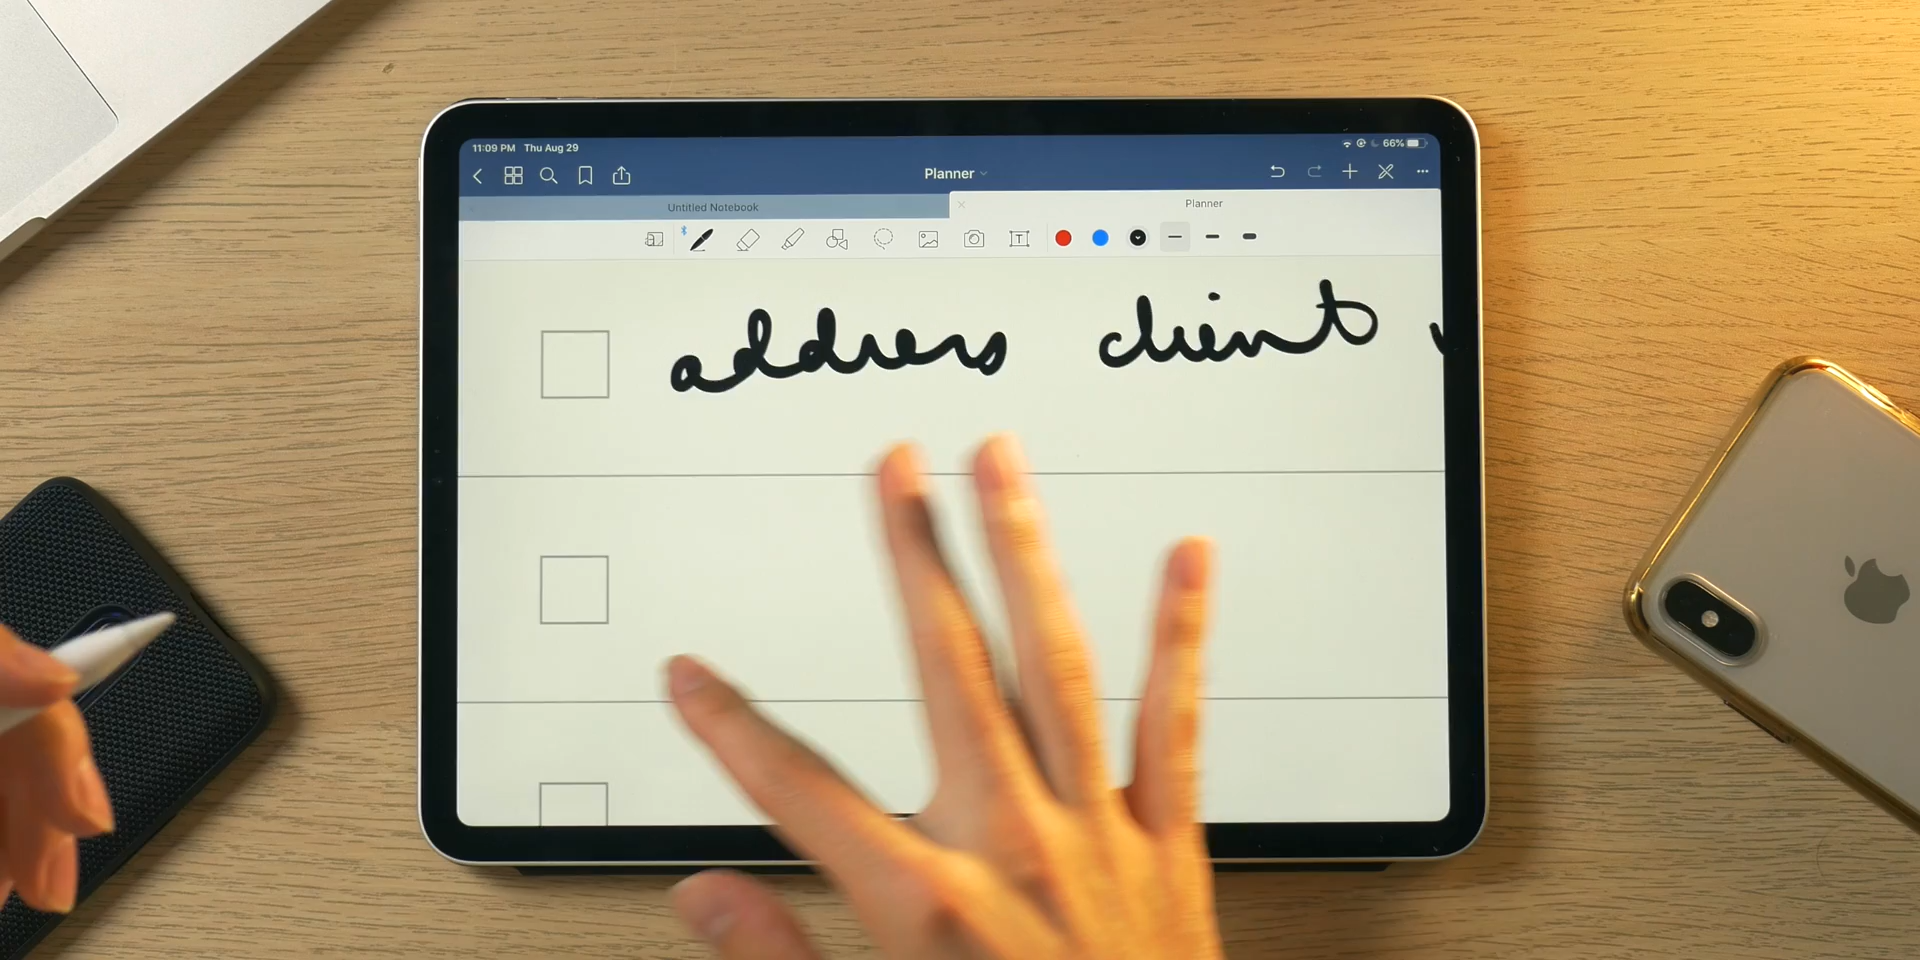 11:09 PM Thu Aug 29 66%
Planner
Untitled Notebook Planner
T
address client